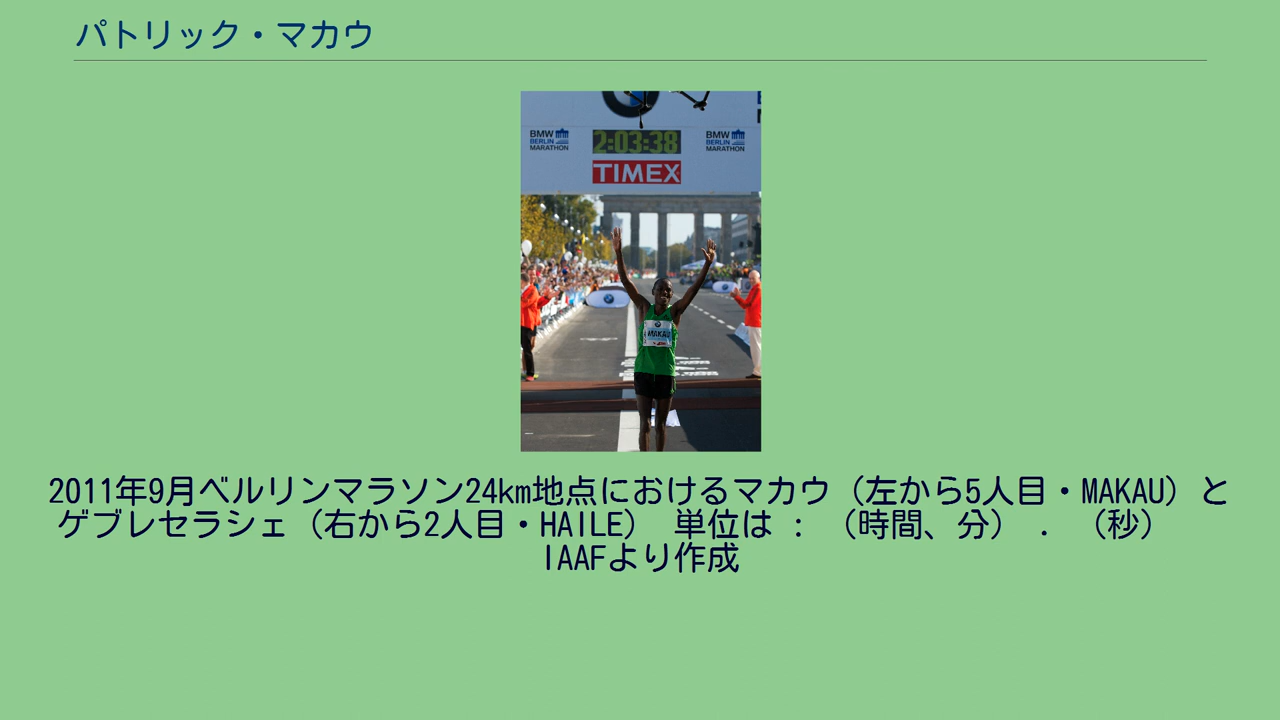 パトリック・マカウ
BMW BERLIN MARATHON
2:03:38
BMW BERLIN MARATHON
TIMEX
MAKAU
2011年9月ベルリンマラソン24km地点におけるマカウ（左から5人目・MAKAU）と
ゲブレセラシェ（右から2人目・HAILE） 単位は : （時間、分） . （秒）
IAAFより作成